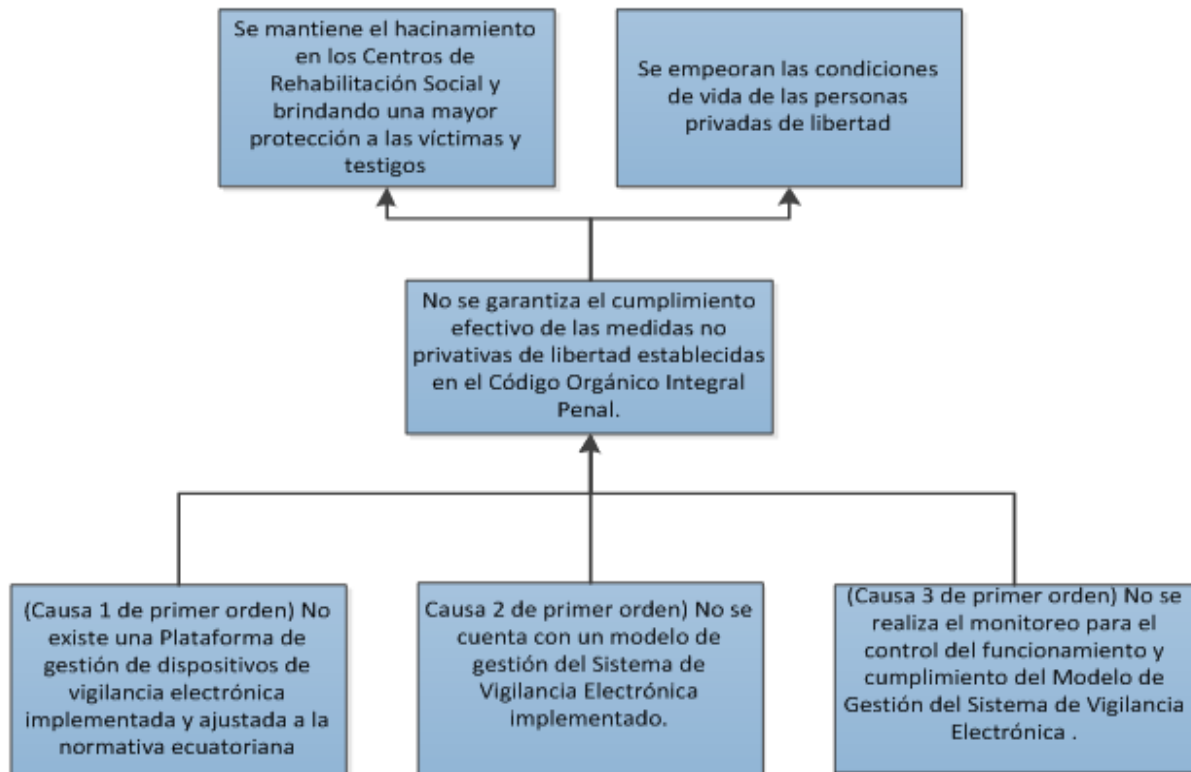 Se mantiene el hacinamiento
en los Centros de
Rehabilitación Social y
brindando una mayor
protección a las víctimas y
testigos
Se empeoran las condiciones
de vida de las personas
privadas de libertad
No se garantiza el cumplimiento
efectivo de las medidas no
privativas de libertad establecidas
en el Código Orgánico Integral
Penal.
(Causa 1 de primer orden) No
existe una Plataforma de
gestión de dispositivos de
vigilancia electrónica
implementada y ajustada a la
normativa ecuatoriana
Causa 2 de primer orden) No se
cuenta con un modelo de
gestión del Sistema de
Vigilancia Electrónica
implementado.
(Causa 3 de primer orden) No se
realiza el monitoreo para el
control del funcionamiento y
cumplimiento del Modelo de
Gestión del Sistema de Vigilancia
Electrónica .